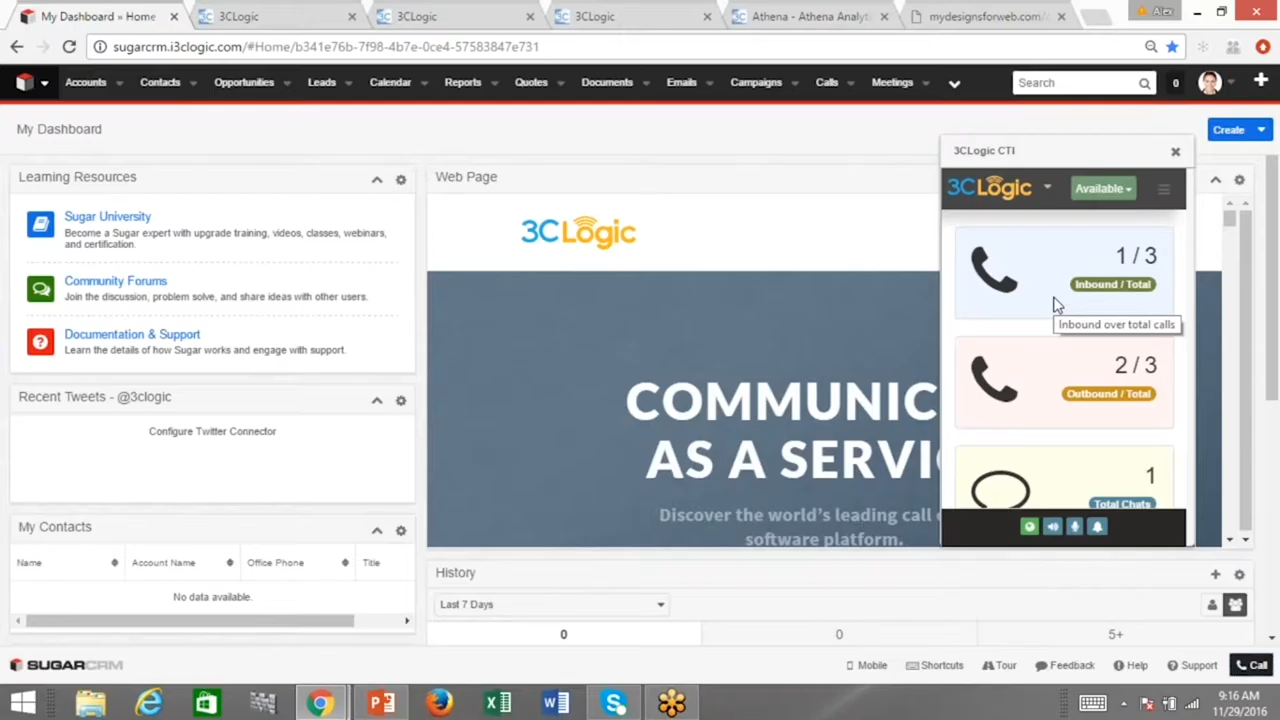 My Dashboard » Home
3CLogic
3CLogic
3CLogic
Athena - Athena Analyt
mydesignsforweb.com/
Alex
sugarcrm.i3clogic.com/#Home/b341e76b-7f98-4b7e-0ce4-57583847e731
Accounts
Contacts
Opportunities
Leads
Calendar
Reports
Quotes
Documents
Emails
Campaigns
Calls
Meetings
Search
0
My Dashboard
Create
Learning Resources
Sugar University
Become a Sugar expert with upgrade training, videos, classes, webinars,
and certification.
Community Forums
Join the discussion, problem solve, and share ideas with other users.
Documentation & Support
Learn the details of how Sugar works and engage with support.
Recent Tweets - @3clogic
Configure Twitter Connector
My Contacts
Name
Account Name
Office Phone
Title
No data available.
Web Page
3CLogic
COMMUNIC
AS A SERVI
Discover the world's leading call
software platform.
3CLogic CTI
3CLogic
Available
1 / 3
Inbound / Total
Inbound over total calls
2 / 3
Outbound / Total
1
Total Chats
History
Last 7 Days
0
0
5+
SUGARCRM
Mobile
Shortcuts
Tour
Feedback
Help
Support
Call
9:16 AM
11/29/2016